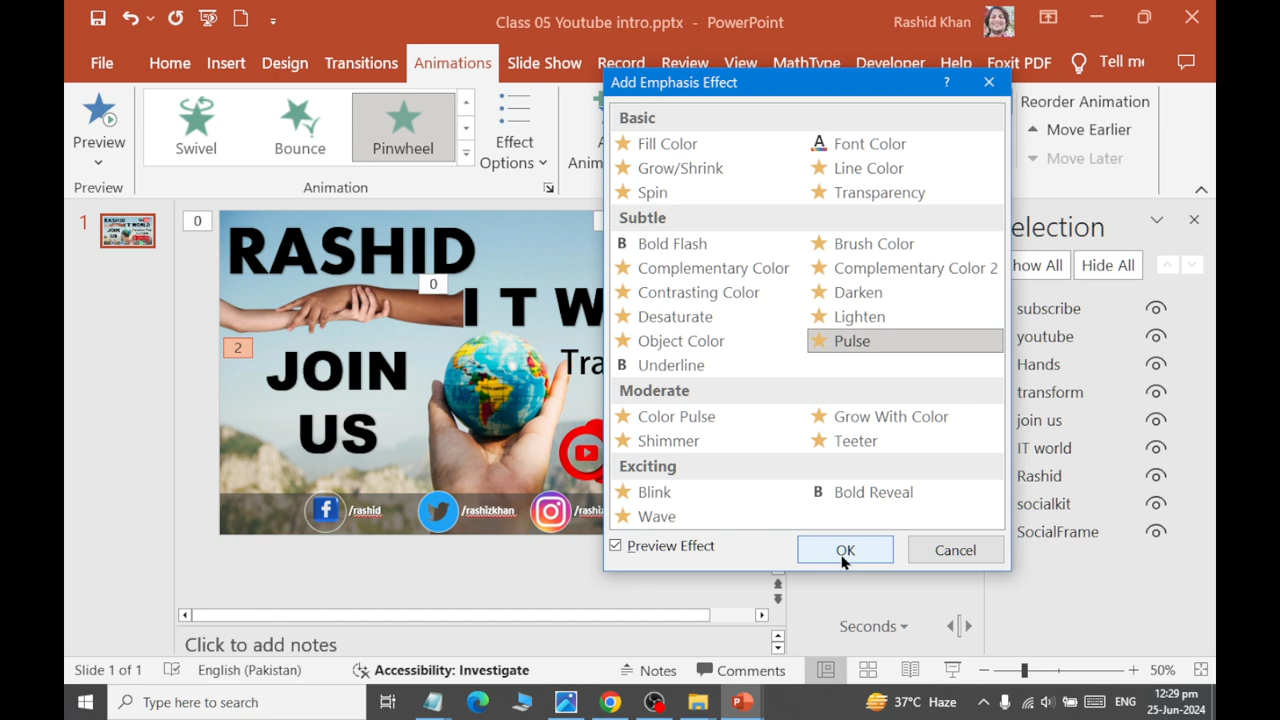 Class 05 Youtube intro.pptx - PowerPoint
Rashid Khan
File Home Insert Design Transitions Animations Slide Show Record Review View MathType Developer Help Foxit PDF Tell
Preview
Swivel Bounce Pinwheel
Effect Options
Preview
Animation
Reorder Animation
Move Earlier
Move Later
Add Emphasis Effect
Basic
Fill Color
Font Color
Grow/Shrink
Line Color
Spin
Transparency
Subtle
Bold Flash
Brush Color
Complementary Color
Complementary Color 2
Contrasting Color
Darken
Desaturate
Lighten
Object Color
Pulse
Underline
Moderate
Color Pulse
Grow With Color
Shimmer
Teeter
Exciting
Blink
Bold Reveal
Wave
Preview Effect
OK Cancel
1
0
RASHID
0
I T W
2
JOIN
US
Tra
/rashid /rashizkhan /rashiz
election
how All Hide All
subscribe
youtube
Hands
transform
join us
IT world
Rashid
socialkit
SocialFrame
Seconds
Click to add notes
Slide 1 of 1 English (Pakistan) Accessibility: Investigate Notes Comments 50%
Type here to search
37°C Haze
ENG
12:29 pm
25-Jun-2024